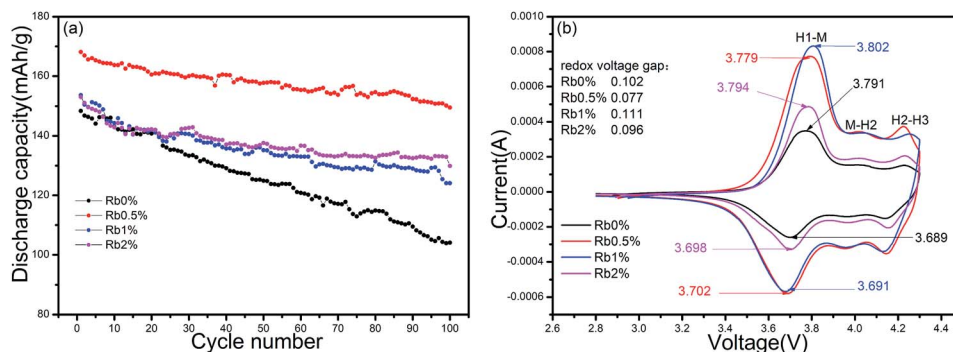 (a)
Discharge capacity(mAh/g)
180
160
140
120
100
80
Rb0%
Rb0.5%
Rb1%
Rb2%
0 10 20 30 40 50 60 70 80 90 100
Cycle number
(b)
Current(A)
0.0010
0.0008
0.0006
0.0004
0.0002
0.0000
-0.0002
-0.0004
-0.0006
H1-M
3.802
3.779
redox voltage gap:
Rb0% 0.102
Rb0.5% 0.077
Rb1% 0.111
Rb2% 0.096
3.794
3.791
M-H2
H2-H3
Rb0%
Rb0.5%
Rb1%
Rb2%
3.689
3.698
3.702
3.691
2.6 2.8 3.0 3.2 3.4 3.6 3.8 4.0 4.2 4.4
Voltage(V)